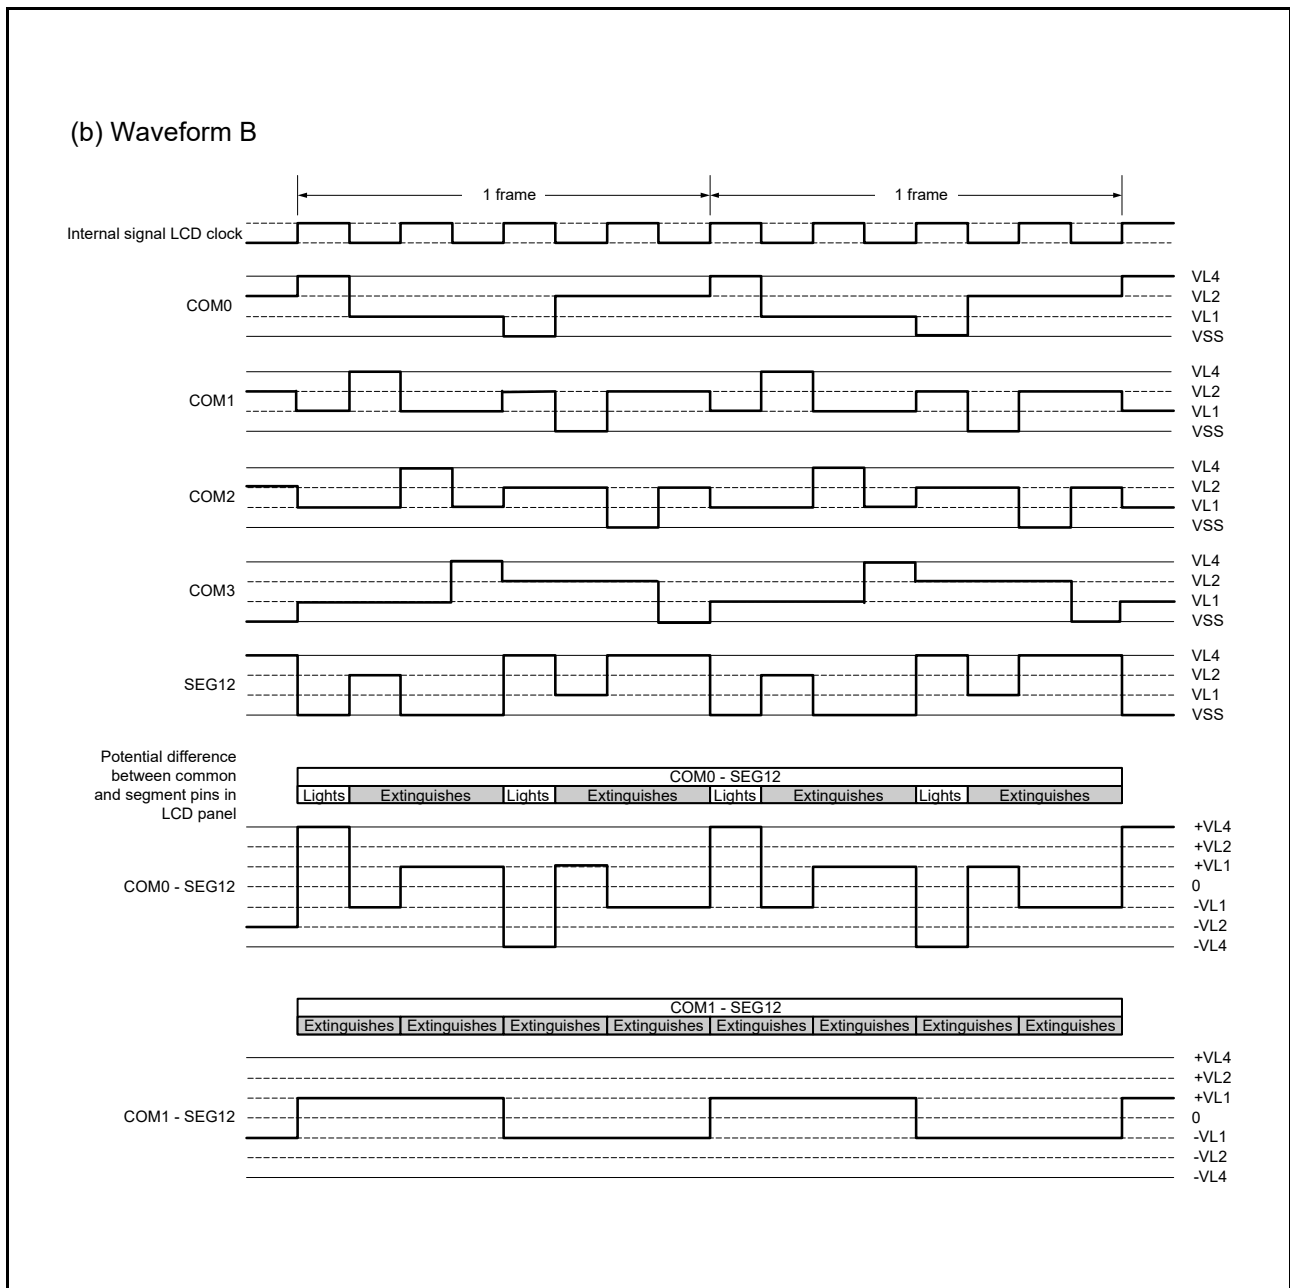 (b) Waveform B
1 frame 1 frame
Internal signal LCD clock
VL4
COM0
VL2
VL1
VSS
VL4
COM1
VL2
VL1
VSS
VL4
COM2
VL2
VL1
VSS
VL4
COM3
VL2
VL1
VSS
VL4
SEG12
VL2
VL1
VSS
Potential difference
between common
and segment pins in
LCD panel
COM0 - SEG12
Lights Extinguishes Lights Extinguishes Lights Extinguishes Lights Extinguishes
+VL4
+VL2
+VL1
COM0 - SEG12 0
-VL1
-VL2
-VL4
COM1 - SEG12
Extinguishes Extinguishes Extinguishes Extinguishes Extinguishes Extinguishes Extinguishes Extinguishes
+VL4
+VL2
+VL1
COM1 - SEG12 0
-VL1
-VL2
-VL4